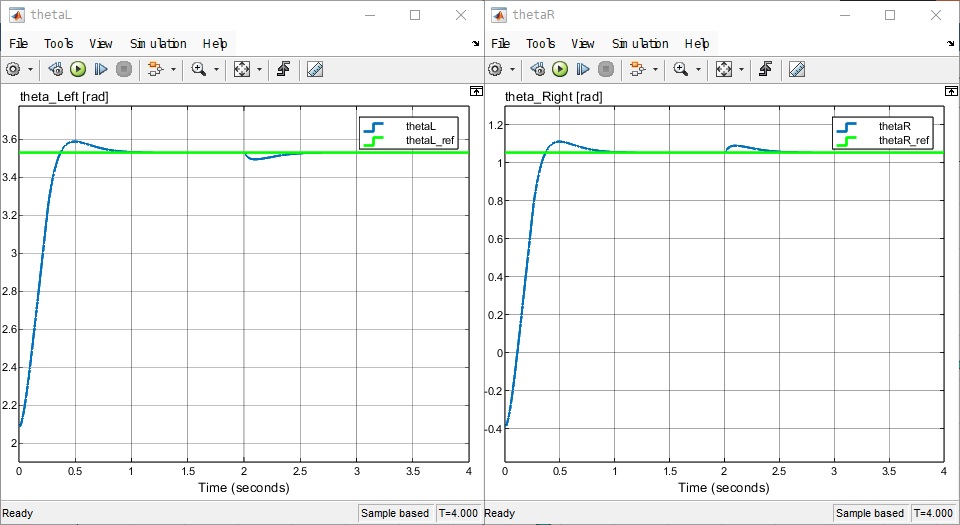 thetaL
File Tools View Simulation Help
theta_Left [rad]
thetaL
thetaL_ref
3.6
3.4
3.2
3
2.8
2.6
2.4
2.2
2
0 0.5 1 1.5 2 2.5 3 3.5 4
Time (seconds)
Ready Sample based T=4.000
thetaR
File Tools View Simulation Help
theta_Right [rad]
thetaR
thetaR_ref
1.2
1
0.8
0.6
0.4
0.2
0
-0.2
-0.4
0 0.5 1 1.5 2 2.5 3 3.5 4
Time (seconds)
Ready Sample based T=4.000